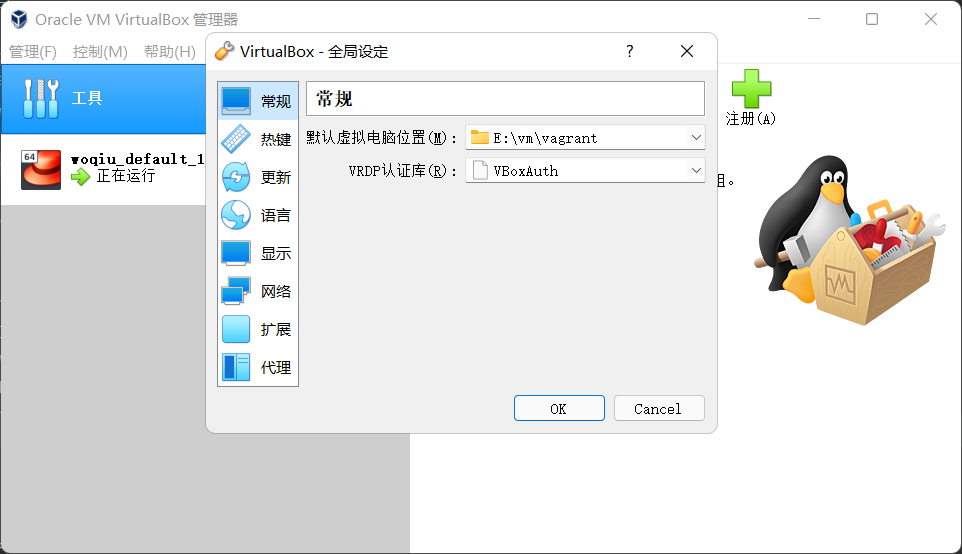 Oracle VM VirtualBox 管理器
管理(F) 控制(M) 帮助(H)
VirtualBox - 全局设定
?
工具
64
woqiu_default_1
正在运行
常规
热键
更新
语言
显示
网络
扩展
代理
常规
默认虚拟电脑位置(M): E:\vm\vagrant
VRDP认证库(R): VBoxAuth
OK Cancel
注册(A)
组。